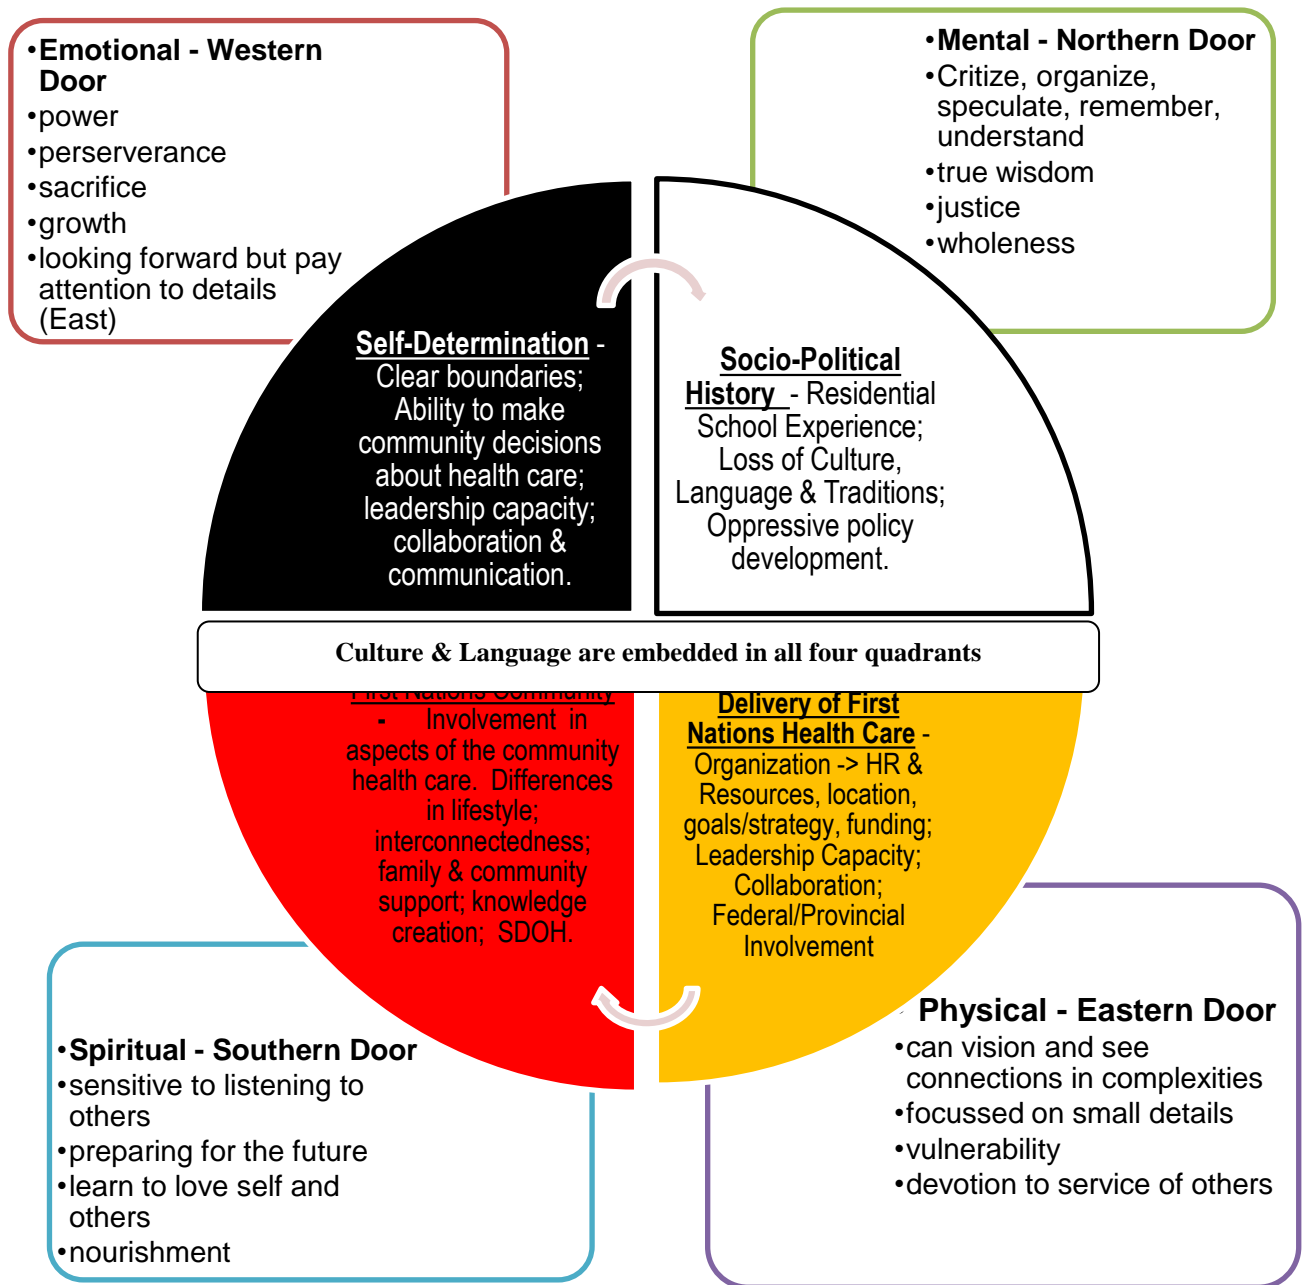 •Emotional - Western
Door
•power
•perserverance
•sacrifice
•growth
•looking forward but pay
attention to details
(East)
•Mental - Northern Door
•Critize, organize,
speculate, remember,
understand
•true wisdom
•justice
•wholeness
Self-Determination -
Clear boundaries;
Ability to make
community decisions
about health care;
leadership capacity;
collaboration &
communication.
Socio-Political
History - Residential
School Experience;
Loss of Culture,
Language & Traditions;
Oppressive policy
development.
Culture & Language are embedded in all four quadrants
First Nations Community
- Involvement in
aspects of the community
health care. Differences
in lifestyle;
interconnectedness;
family & community
support; knowledge
creation; SDOH.
Delivery of First
Nations Health Care -
Organization -> HR &
Resources, location,
goals/strategy, funding;
Leadership Capacity;
Collaboration;
Federal/Provincial
Involvement
•Spiritual - Southern Door
•sensitive to listening to
others
•preparing for the future
•learn to love self and
others
•nourishment
Physical - Eastern Door
•can vision and see
connections in complexities
•focussed on small details
•vulnerability
•devotion to service of others